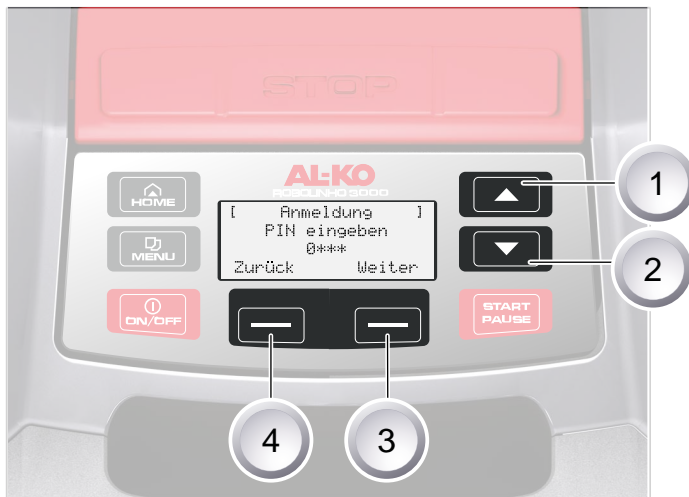 STOP
AL-KO
ROBOLINHO 3000
HOME
MENU
ON/OFF
[ Anmeldung ]
PIN eingeben
0***
Zurück Weiter
START
PAUSE
1
2
3
4